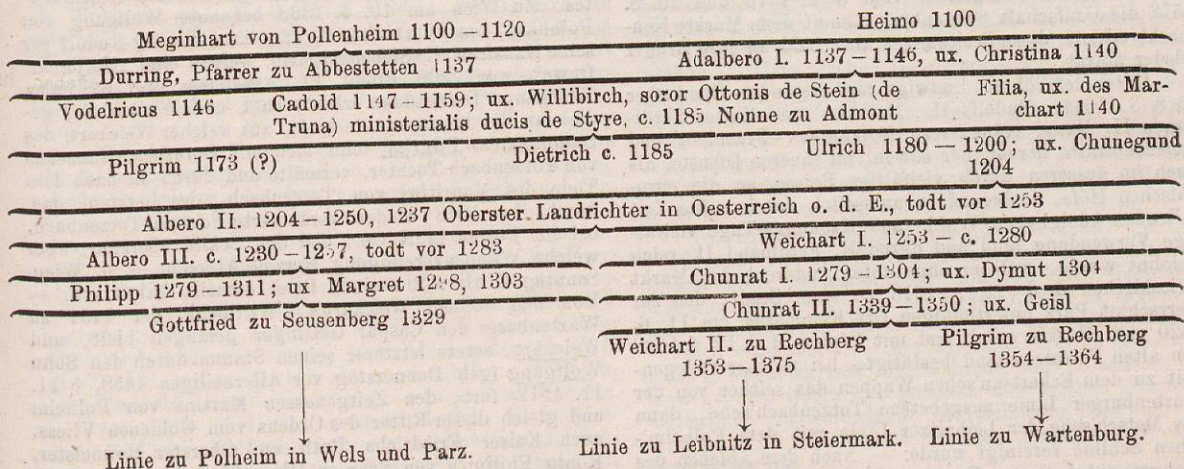 Meginhart von Pollenheim 1100—1120
Heimo 1100
Durring, Pfarrer zu Abbestetten 1137
Adalbero I. 1137—1146, ux. Christina 1140
Vodelricus 1146
Cadold 1147—1159; ux. Willibirch, soror Ottonis de Stein (de
Truna) ministerialis ducis de Styre, c. 1185 Nonne zu Admont
Filia, ux. des Mar-
chart 1140
Pilgrim 1173 (?)
Dietrich c. 1185
Ulrich 1180 — 1200; ux. Chunegund
1204
Albero II. 1204—1250, 1237 Oberster Landrichter in Oesterreich o. d. E., todt vor 1253
Albero III. c. 1230—1257, todt vor 1283
Weichart I. 1253 — c. 1280
Philipp 1279—1311; ux Margret 1298, 1303
Chunrat I. 1279—1304; ux. Dymut 1304
Gottfried zu Seusenberg 1329
Chunrat II. 1339—1350; ux. Geisl
Weichart II. zu Rechberg
1353—1375
Pilgrim zu Rechberg
1354—1364
Linie zu Polheim in Wels und Parz.
Linie zu Leibnitz in Steiermark.
Linie zu Wartenburg.